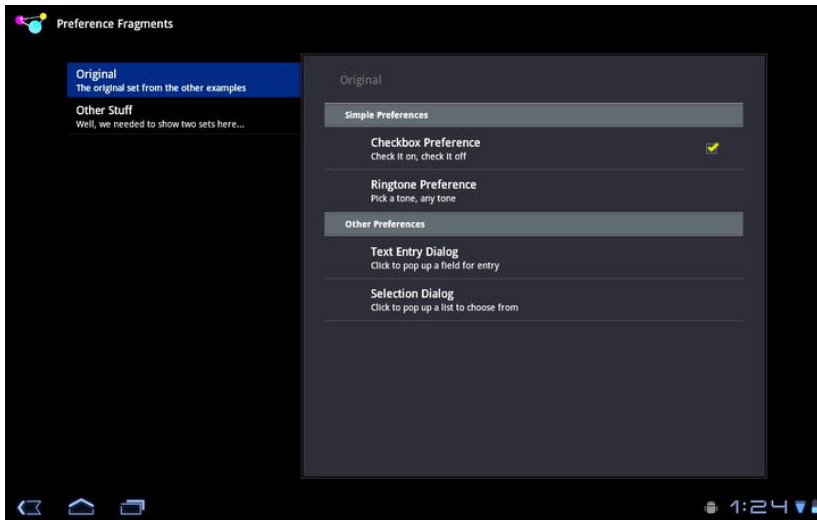 Preference Fragments
Original
The original set from the other examples
Other Stuff
Well, we needed to show two sets here...
Original
Simple Preferences
Checkbox Preference
Check it on, check it off
Ringtone Preference
Pick a tone, any tone
Other Preferences
Text Entry Dialog
Click to pop up a field for entry
Selection Dialog
Click to pop up a list to choose from
1:24